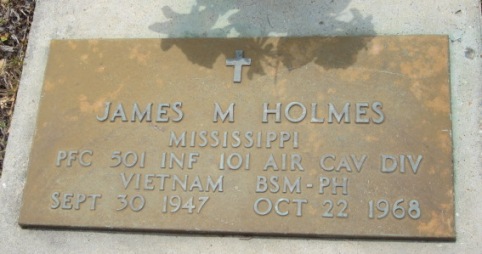 JAMES M HOLMES
MISSISSIPPI
PFC 501 INF 101 AIR CAV DIV
VIETNAM BSM-PH
SEPT 30 1947 OCT 22 1968